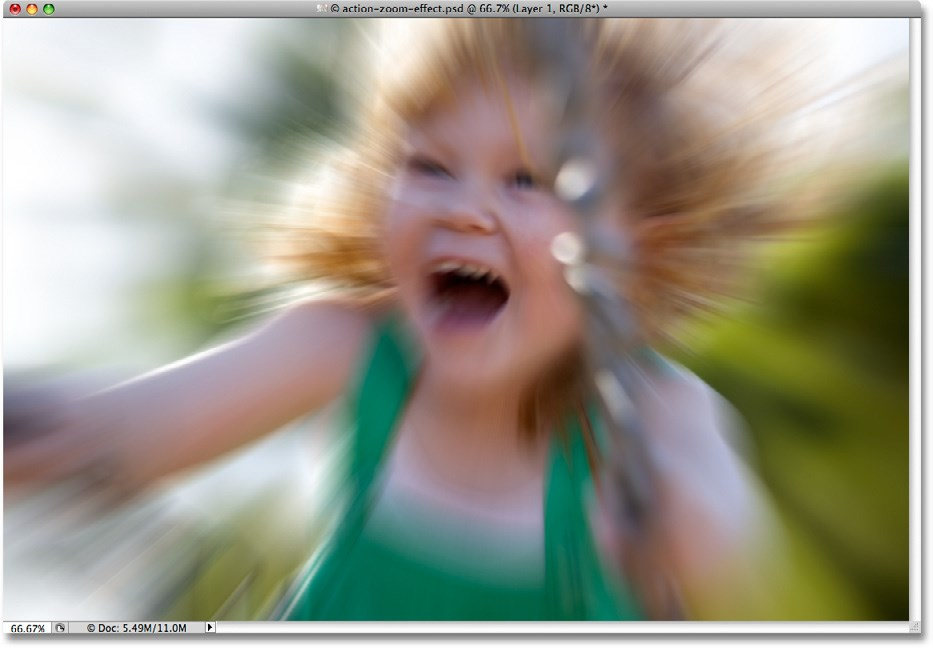 © action-zoom-effect.psd @ 66.7% (Layer 1, RGB/8*) *
66.67%
© Doc: 5.49M/11.0M